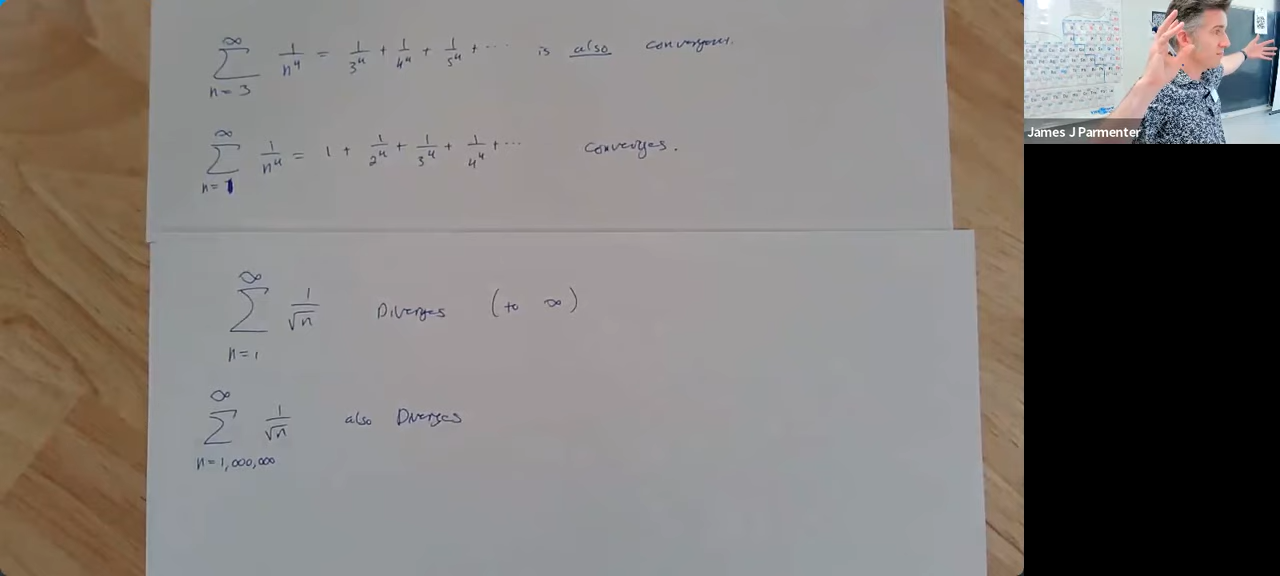 ∞
∑ 1/n⁴ = 1/3⁴ + 1/4⁴ + 1/5⁴ + ··· is also convergent.
n = 3
∞
∑ 1/n⁴ = 1 + 1/2⁴ + 1/3⁴ + 1/4⁴ + ··· converges.
n = 1
∞
∑ 1/√n Diverges (to ∞)
n = 1
∞
∑ 1/√n also Diverges
n = 1,000,000
James J Parmenter